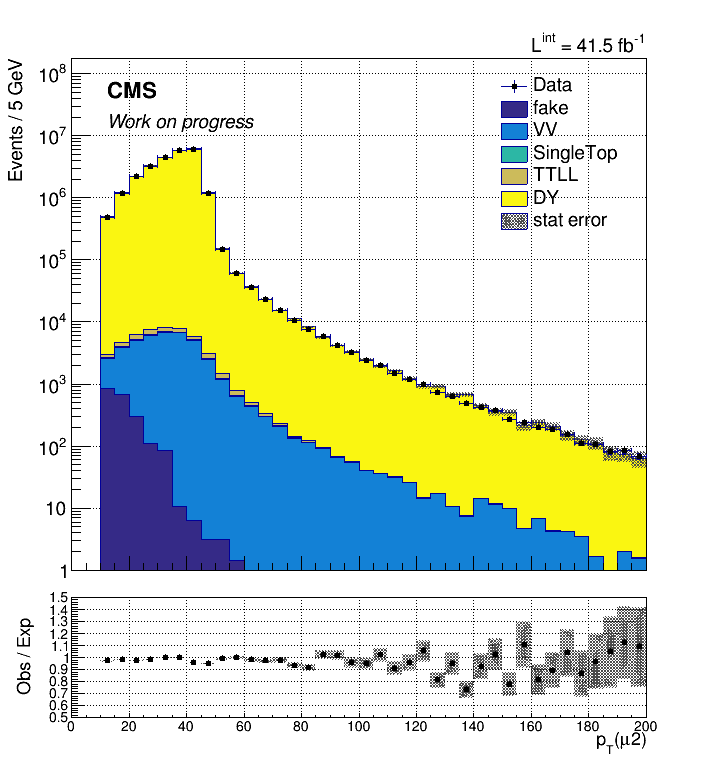 L^int = 41.5 fb^-1
Events / 5 GeV
10^8
10^7
10^6
10^5
10^4
10^3
10^2
10
1
CMS
Work on progress
Data
fake
VV
SingleTop
TTLL
DY
stat error
Obs / Exp
1.5
1.4
1.3
1.2
1.1
1
0.9
0.8
0.7
0.6
0.5
0 20 40 60 80 100 120 140 160 180 200
p_T(μ2)